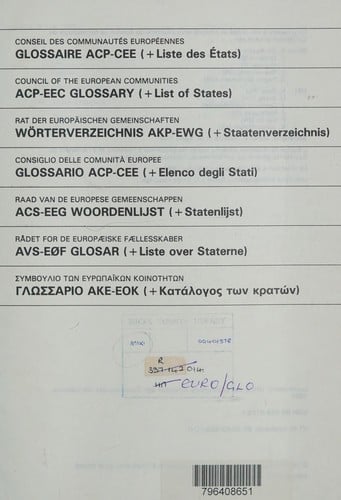 CONSEIL DES COMMUNAUTÉS EUROPÉENNES
GLOSSAIRE ACP-CEE (+Liste des États)
COUNCIL OF THE EUROPEAN COMMUNITIES
ACP-EEC GLOSSARY (+List of States)
RAT DER EUROPÄISCHEN GEMEINSCHAFTEN
WÖRTERVERZEICHNIS AKP-EWG (+Staatenverzeichnis)
CONSIGLIO DELLE COMUNITÀ EUROPEE
GLOSSARIO ACP-CEE (+Elenco degli Stati)
RAAD VAN DE EUROPESE GEMEENSCHAPPEN
ACS-EEG WOORDENLIJST (+Statenlijst)
RÅDET FOR DE EUROPÆISKE FÆLLESSKABER
AVS-EØF GLOSAR (+Liste over Staterne)
ΣΥΜΒΟΥΛΙΟ ΤΩΝ ΕΥΡΩΠΑΪΚΩΝ ΚΟΙΝΟΤΗΤΩΝ
ΓΛΩΣΣΑΡΙΟ ΑΚΕ-ΕΟΚ (+Κατάλογος των κρατών)
R
EURO/GLO
796408651